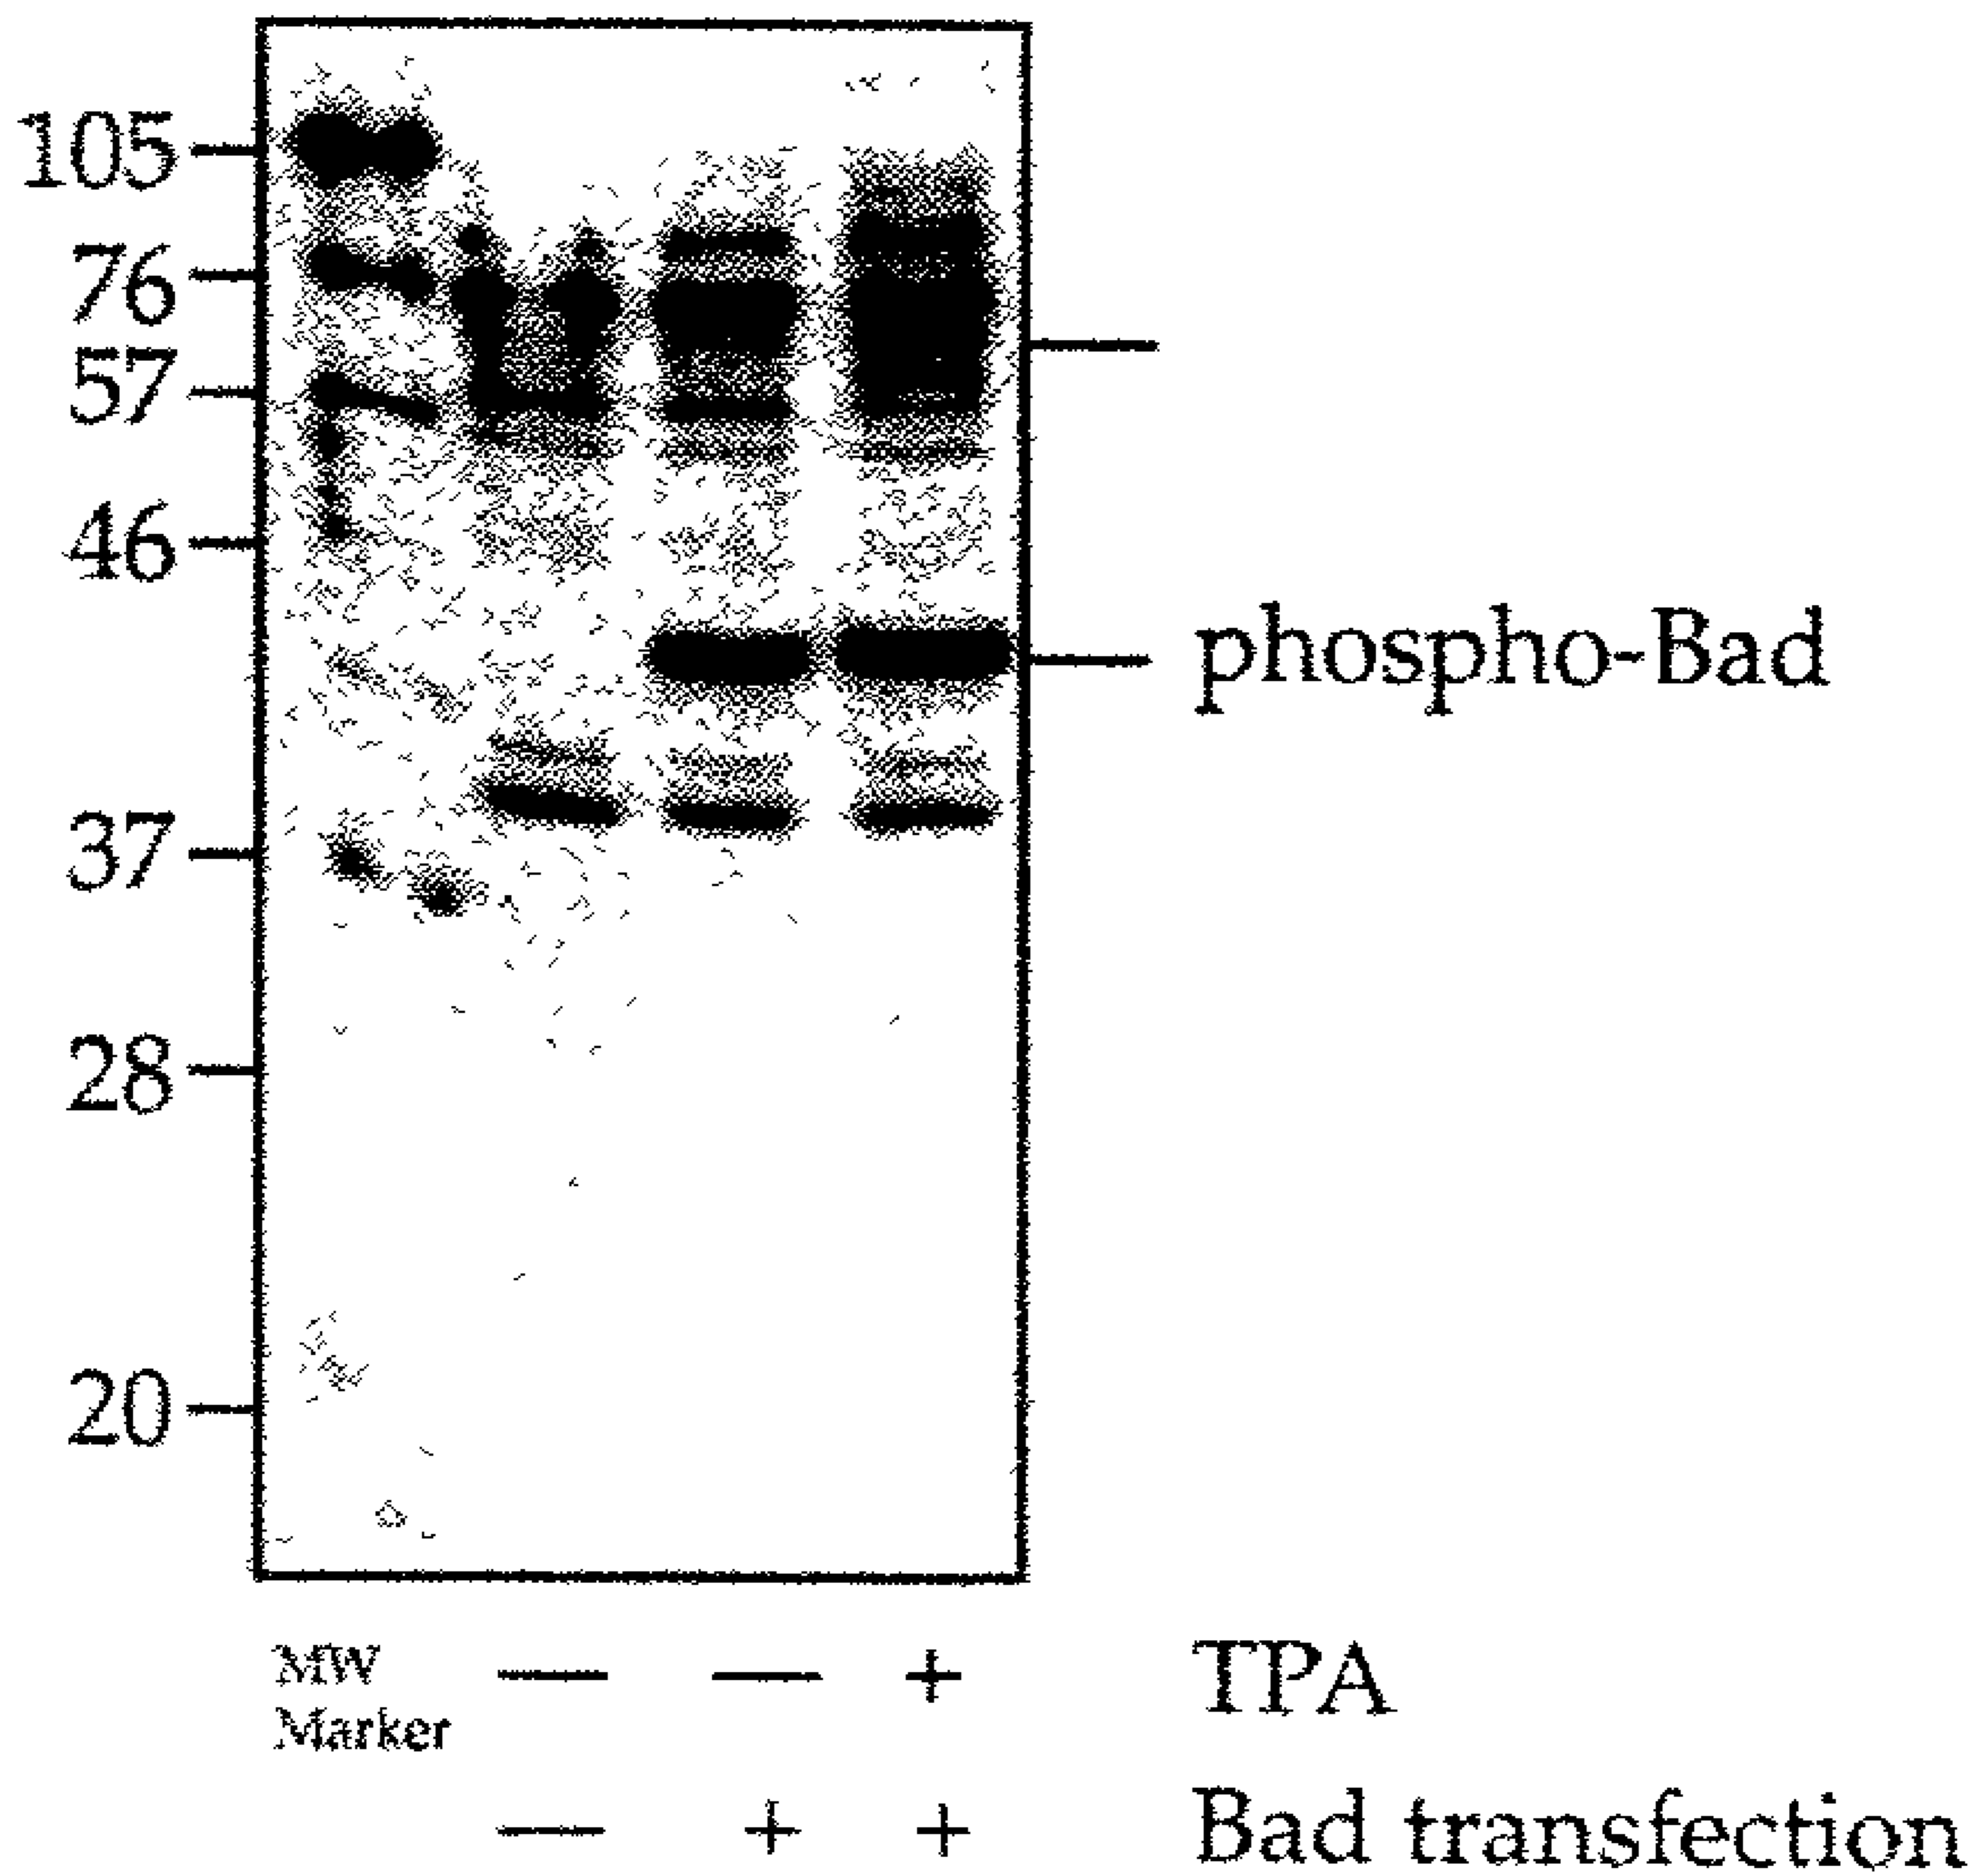 105
76
57
46
phospho-Bad
37
28
20
MW — — + TPA
Marker
— + + Bad transfection